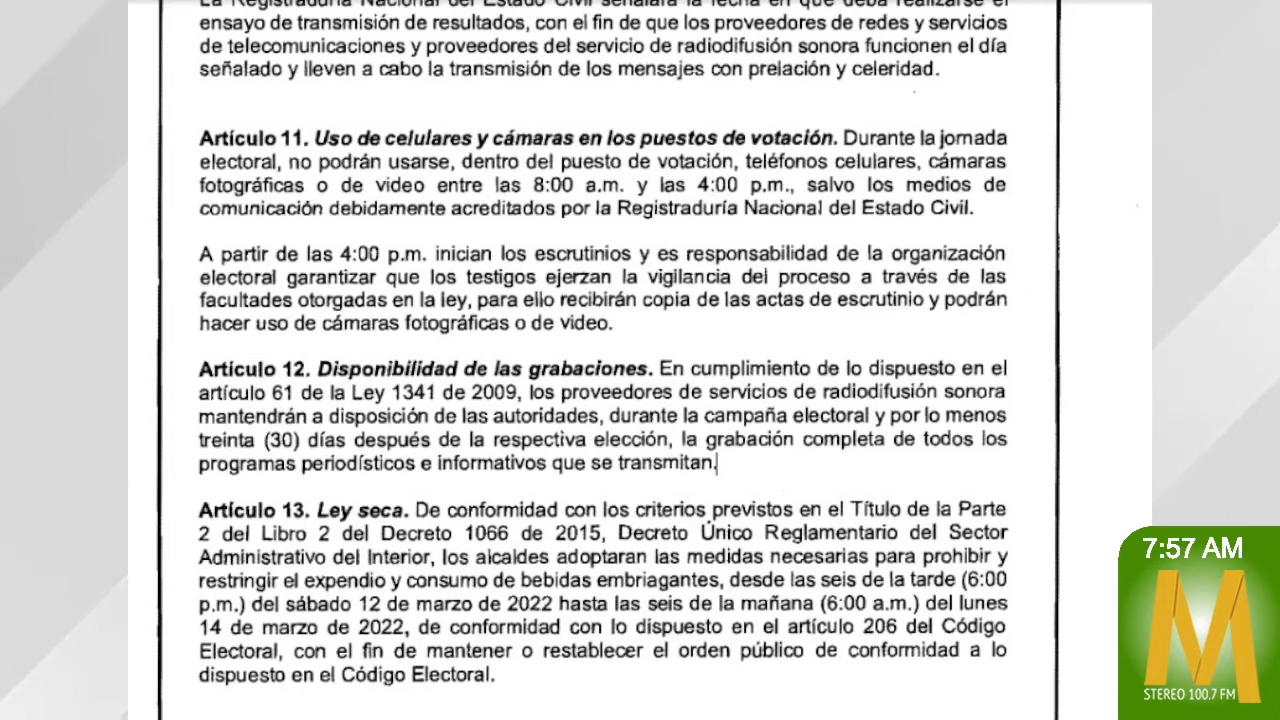 La Registraduría Nacional del Estado Civil señalará la fecha en que deba realizarse el
ensayo de transmisión de resultados, con el fin de que los proveedores de redes y servicios
de telecomunicaciones y proveedores del servicio de radiodifusión sonora funcionen el día
señalado y lleven a cabo la transmisión de los mensajes con prelación y celeridad.
Artículo 11. Uso de celulares y cámaras en los puestos de votación. Durante la jornada
electoral, no podrán usarse, dentro del puesto de votación, teléfonos celulares, cámaras
fotográficas o de video entre las 8:00 a.m. y las 4:00 p.m., salvo los medios de
comunicación debidamente acreditados por la Registraduría Nacional del Estado Civil.
A partir de las 4:00 p.m. inician los escrutinios y es responsabilidad de la organización
electoral garantizar que los testigos ejerzan la vigilancia del proceso a través de las
facultades otorgadas en la ley, para ello recibirán copia de las actas de escrutinio y podrán
hacer uso de cámaras fotográficas o de video.
Artículo 12. Disponibilidad de las grabaciones. En cumplimiento de lo dispuesto en el
artículo 61 de la Ley 1341 de 2009, los proveedores de servicios de radiodifusión sonora
mantendrán a disposición de las autoridades, durante la campaña electoral y por lo menos
treinta (30) días después de la respectiva elección, la grabación completa de todos los
programas periodísticos e informativos que se transmitan.
Artículo 13. Ley seca. De conformidad con los criterios previstos en el Título de la Parte
2 del Libro 2 del Decreto 1066 de 2015, Decreto Único Reglamentario del Sector
Administrativo del Interior, los alcaldes adoptaran las medidas necesarias para prohibir y
restringir el expendio y consumo de bebidas embriagantes, desde las seis de la tarde (6:00
p.m.) del sábado 12 de marzo de 2022 hasta las seis de la mañana (6:00 a.m.) del lunes
14 de marzo de 2022, de conformidad con lo dispuesto en el artículo 206 del Código
Electoral, con el fin de mantener o restablecer el orden público de conformidad a lo
dispuesto en el Código Electoral.
7:57 AM
M
STEREO 100.7 FM